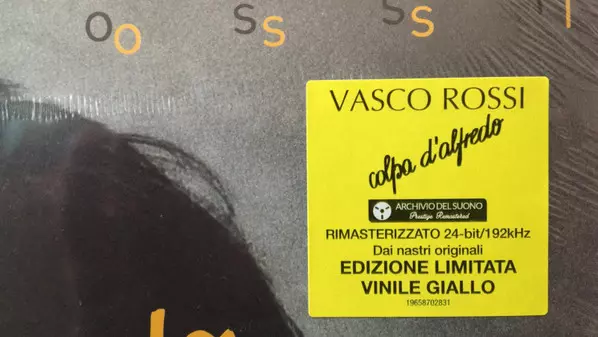 o o s s s s
VASCO ROSSI
colpa d'alfredo
ARCHIVIO DEL SUONO
Prestige Remastered
RIMASTERIZZATO 24-bit/192kHz
Dai nastri originali
EDIZIONE LIMITATA
VINILE GIALLO
19658702831